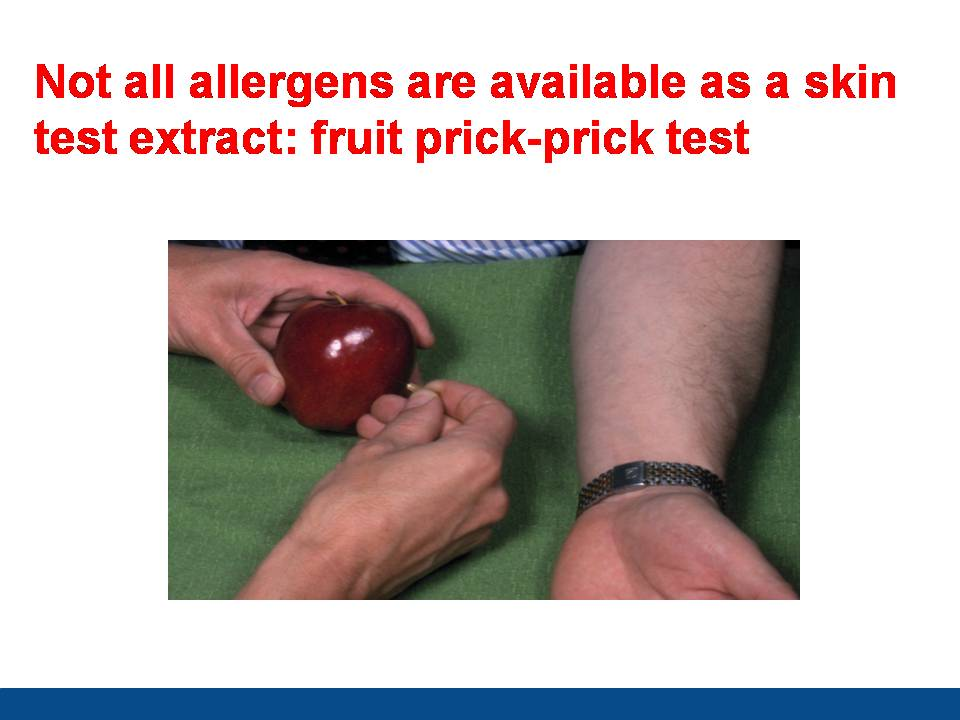 Not all allergens are available as a skin
test extract: fruit prick-prick test